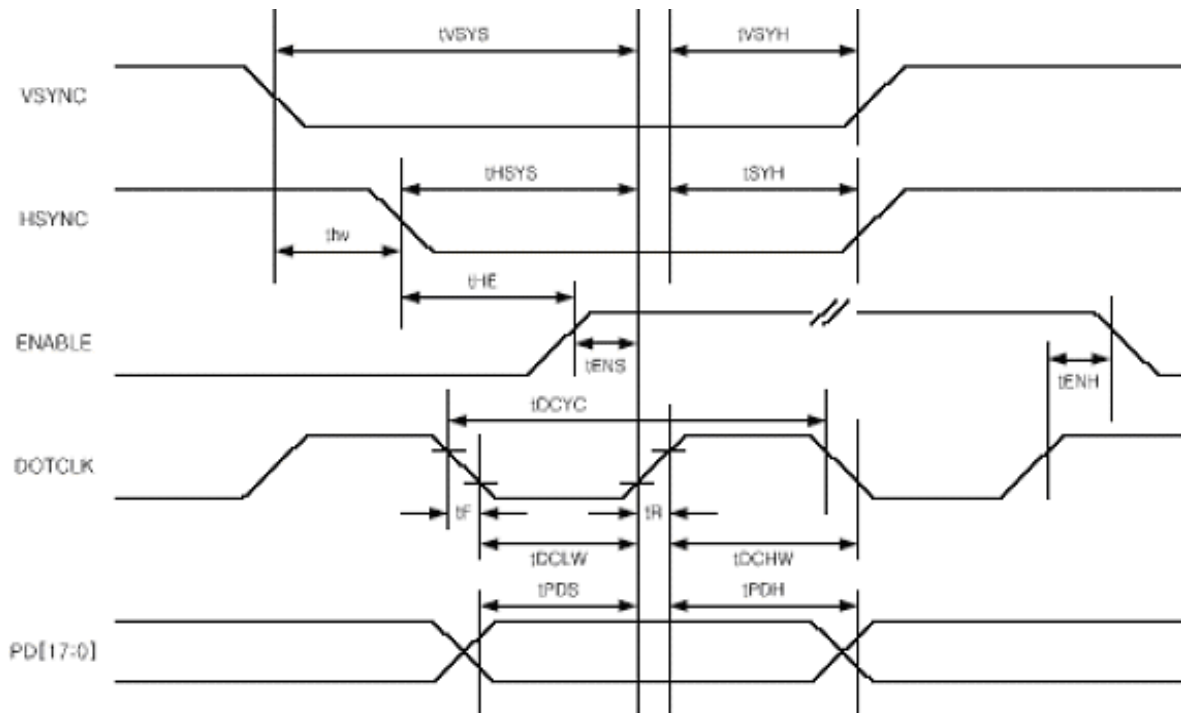 tVSYS tVSYH
VSYNC
tHSYS tSYH
HSYNC
thv
tHE
ENABLE
tENS tENH
tDCYC
DOTCLK
tF tR
tDCLW tDCHW
tPDS tPDH
PD[17:0]